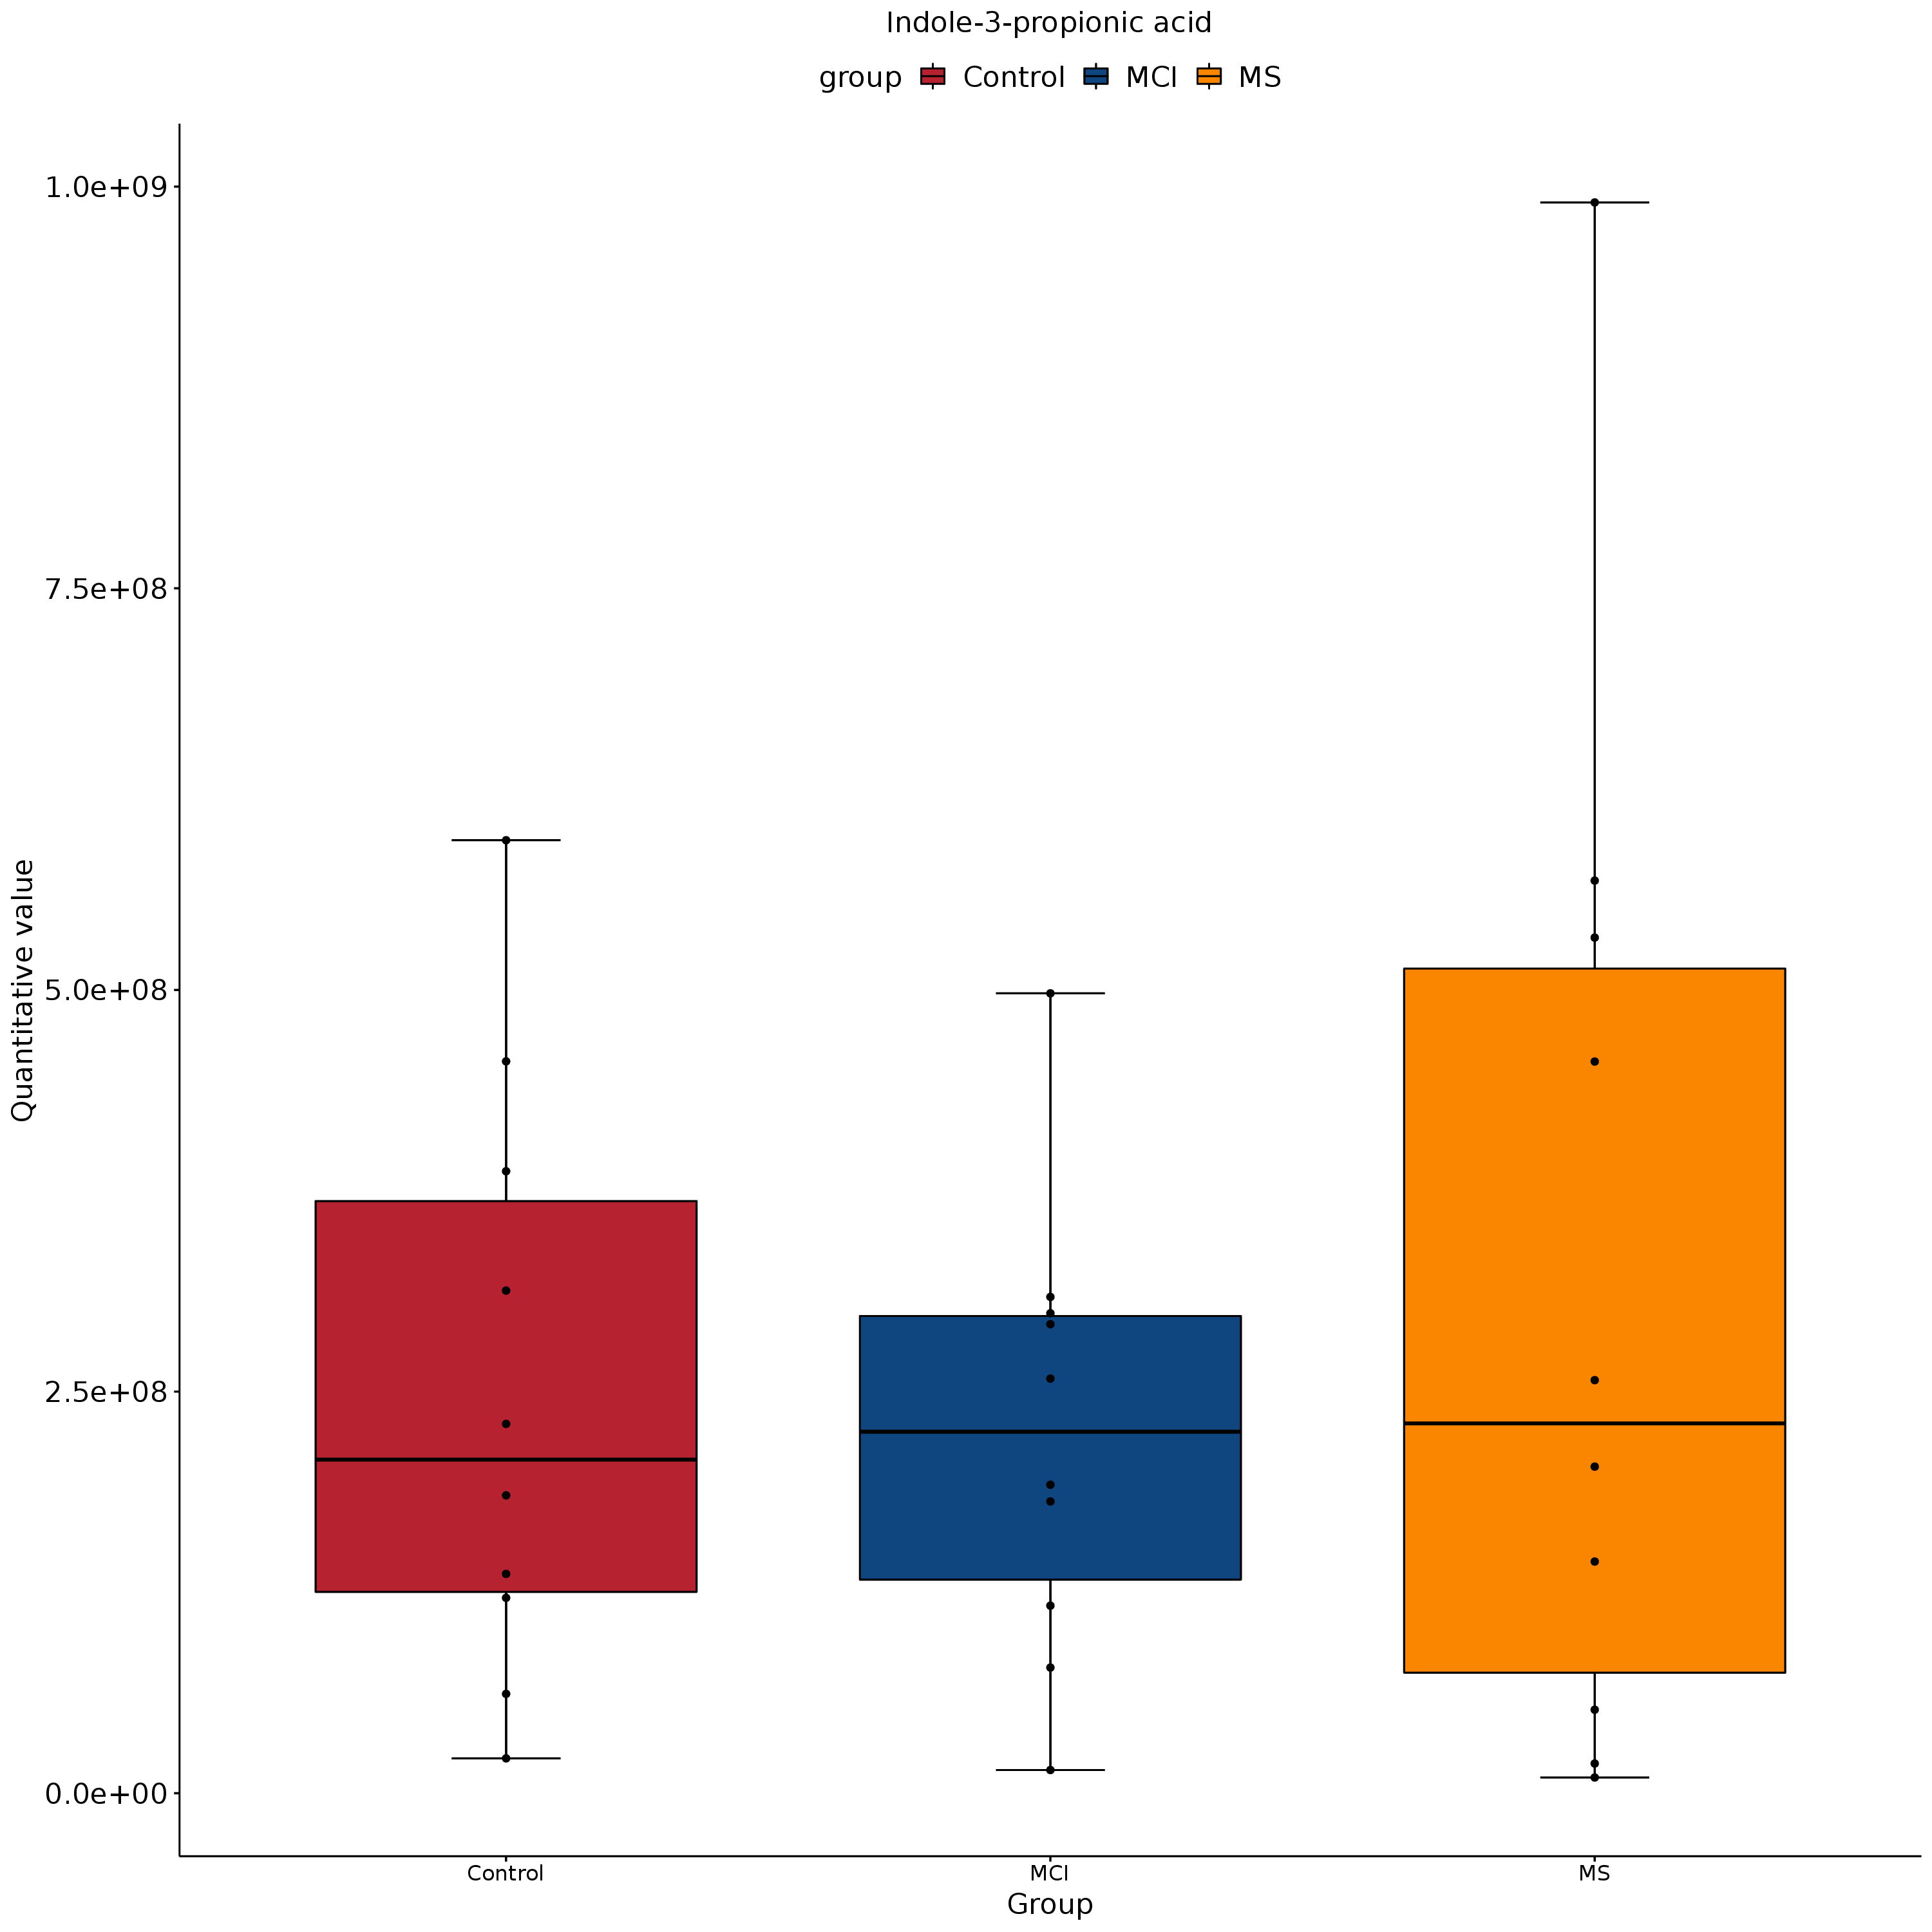 Indole-3-propionic acid
group Control MCI MS
Quantitative value
1.0e+09
7.5e+08
5.0e+08
2.5e+08
0.0e+00
Control MCI MS
Group